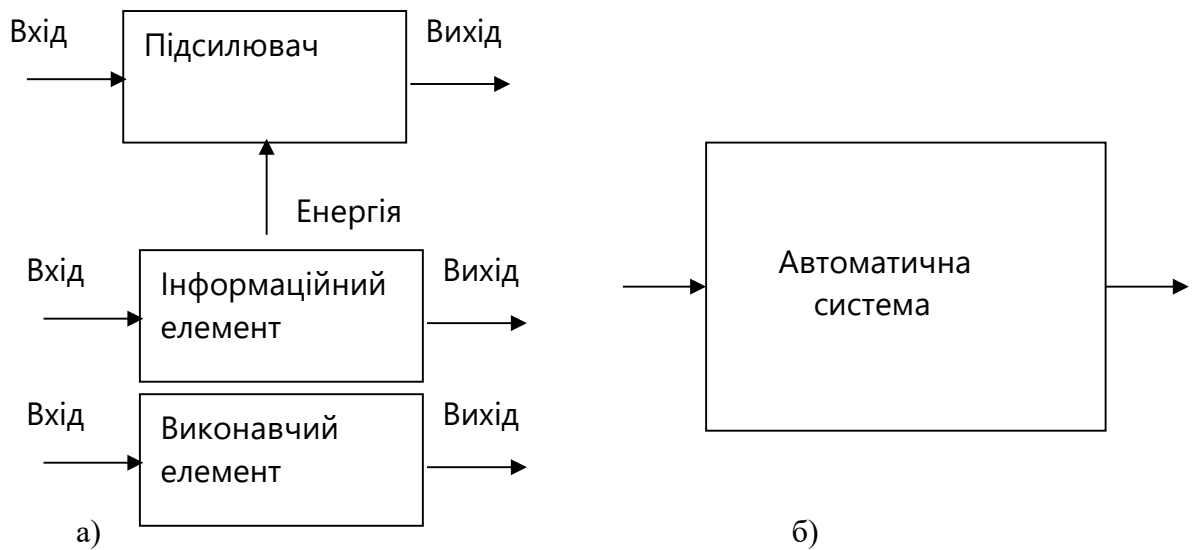 Вхід
Підсилювач
Вихід
Енергія
Вхід
Інформаційний
елемент
Вихід
Вхід
Виконавчий
елемент
Вихід
а)
Автоматична
система
б)